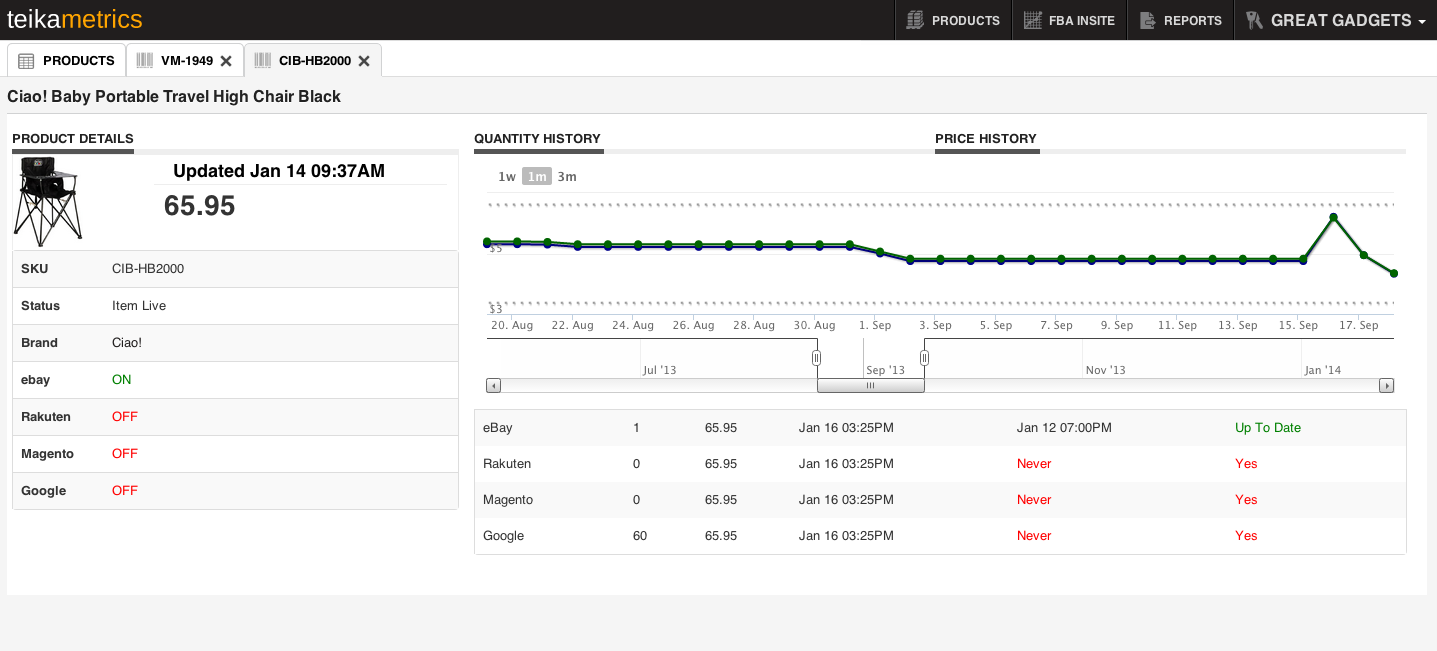 teikametrics
PRODUCTS FBA INSITE REPORTS GREAT GADGETS
PRODUCTS VM-1949 CIB-HB2000
Ciao! Baby Portable Travel High Chair Black
PRODUCT DETAILS
Updated Jan 14 09:37AM
65.95
SKU CIB-HB2000
Status Item Live
Brand Ciao!
ebay ON
Rakuten OFF
Magento OFF
Google OFF
QUANTITY HISTORY PRICE HISTORY
1w 1m 3m
$5
$3
20. Aug 22. Aug 24. Aug 26. Aug 28. Aug 30. Aug 1. Sep 3. Sep 5. Sep 7. Sep 9. Sep 11. Sep 13. Sep 15. Sep 17. Sep
Jul '13 Sep '13 Nov '13 Jan '14
eBay 1 65.95 Jan 16 03:25PM Jan 12 07:00PM Up To Date
Rakuten 0 65.95 Jan 16 03:25PM Never Yes
Magento 0 65.95 Jan 16 03:25PM Never Yes
Google 60 65.95 Jan 16 03:25PM Never Yes